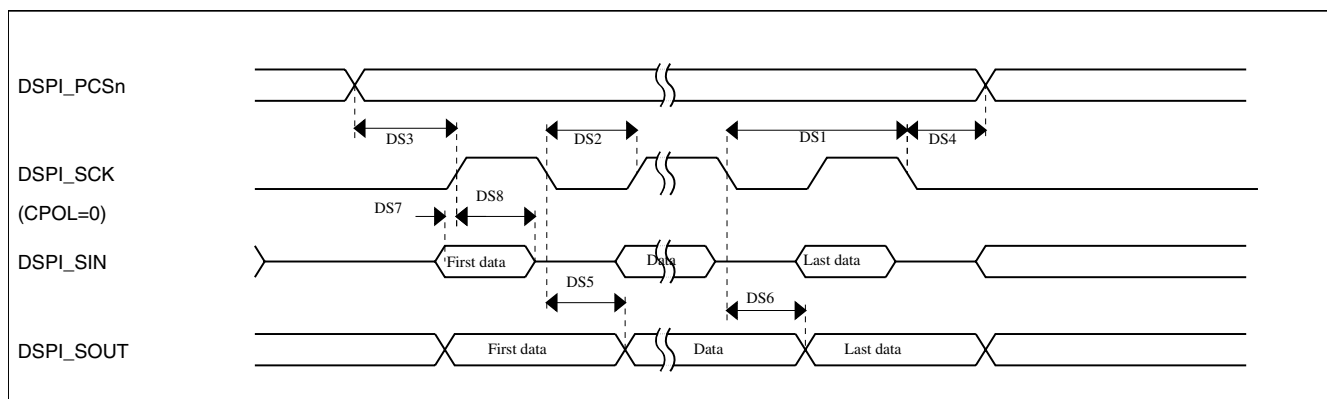 DSPI_PCSn
DS3
DS2
DS1
DS4
DSPI_SCK
(CPOL=0)
DS7
DS8
DSPI_SIN
First data
Data
Last data
DS5
DS6
DSPI_SOUT
First data
Data
Last data